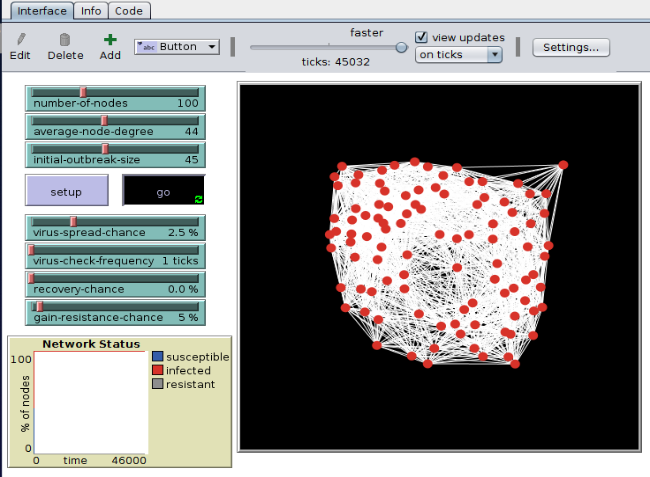 Interface Info Code
faster
Edit Delete Add abc Button view updates
on ticks
Settings...
ticks: 45032
number-of-nodes 100
average-node-degree 44
initial-outbreak-size 45
setup go
virus-spread-chance 2.5 %
virus-check-frequency 1 ticks
recovery-chance 0.0 %
gain-resistance-chance 5 %
Network Status
100
% of nodes
0
0 time 46000
susceptible
infected
resistant